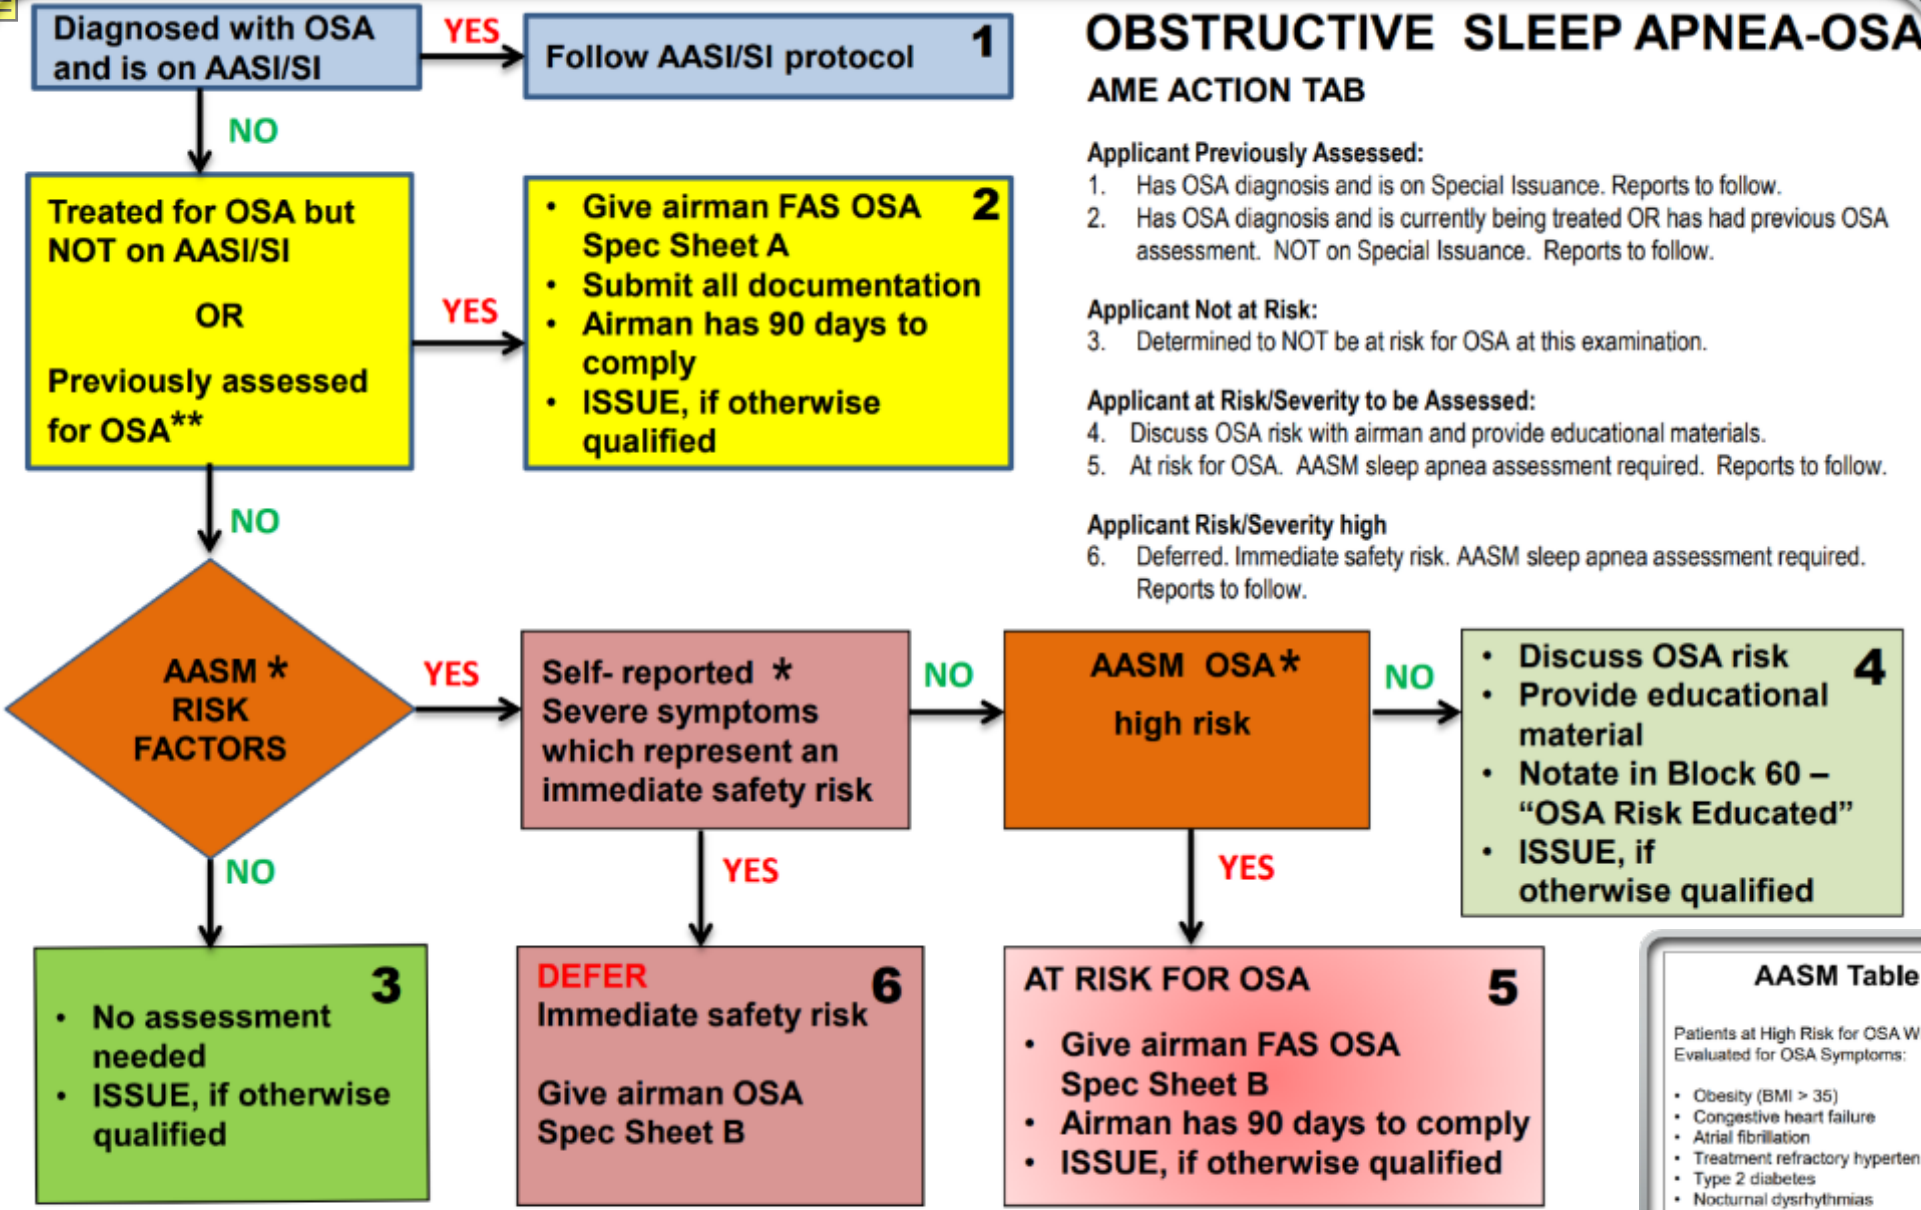 Diagnosed with OSA
and is on AASI/SI
YES
Follow AASI/SI protocol
1
NO
Treated for OSA but
NOT on AASI/SI
OR
Previously assessed
for OSA**
YES
• Give airman FAS OSA
Spec Sheet A
• Submit all documentation
• Airman has 90 days to
comply
• ISSUE, if otherwise
qualified
2
NO
OBSTRUCTIVE SLEEP APNEA-OSA
AME ACTION TAB
Applicant Previously Assessed:
1. Has OSA diagnosis and is on Special Issuance. Reports to follow.
2. Has OSA diagnosis and is currently being treated OR has had previous OSA
assessment. NOT on Special Issuance. Reports to follow.
Applicant Not at Risk:
3. Determined to NOT be at risk for OSA at this examination.
Applicant at Risk/Severity to be Assessed:
4. Discuss OSA risk with airman and provide educational materials.
5. At risk for OSA. AASM sleep apnea assessment required. Reports to follow.
Applicant Risk/Severity high
6. Deferred. Immediate safety risk. AASM sleep apnea assessment required.
Reports to follow.
AASM *
RISK
FACTORS
YES
Self- reported *
Severe symptoms
which represent an
immediate safety risk
NO
AASM OSA*
high risk
NO
• Discuss OSA risk
• Provide educational
material
• Notate in Block 60 –
“OSA Risk Educated”
• ISSUE, if
otherwise qualified
4
NO
YES
YES
3
• No assessment
needed
• ISSUE, if otherwise
qualified
DEFER
Immediate safety risk
Give airman OSA
Spec Sheet B
6
AT RISK FOR OSA
5
• Give airman FAS OSA
Spec Sheet B
• Airman has 90 days to comply
• ISSUE, if otherwise qualified
AASM Table
Patients at High Risk for OSA W
Evaluated for OSA Symptoms:
• Obesity (BMI > 35)
• Congestive heart failure
• Atrial fibrillation
• Treatment refractory hyperten
• Type 2 diabetes
• Nocturnal dysrhythmias